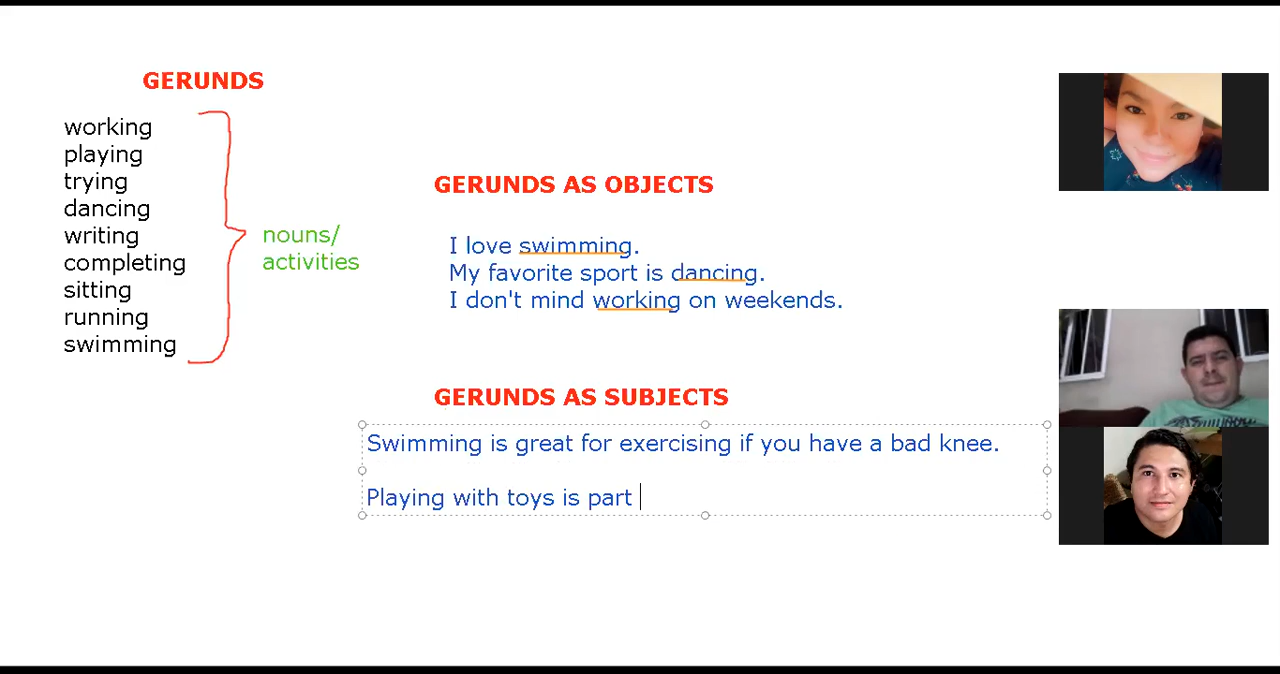 GERUNDS
working
playing
trying
dancing
writing
completing
sitting
running
swimming
nouns/
activities
GERUNDS AS OBJECTS
I love swimming.
My favorite sport is dancing.
I don't mind working on weekends.
GERUNDS AS SUBJECTS
Swimming is great for exercising if you have a bad knee.
Playing with toys is part